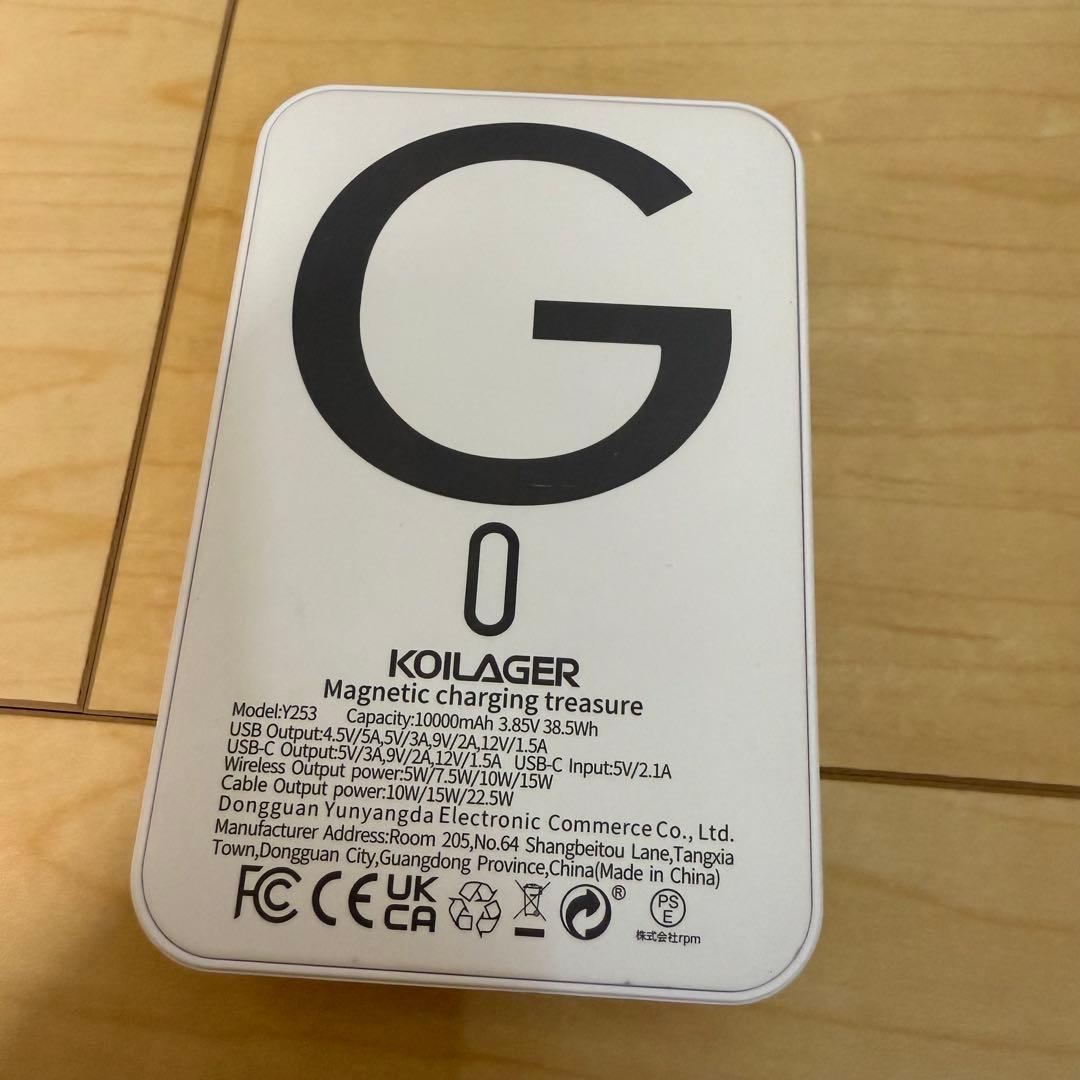 G
0
KOILAGER
Magnetic charging treasure
Model:Y253 Capacity:10000mAh 3.85V 38.5Wh
USB Output:4.5V/5A,5V/3A,9V/2A,12V/1.5A
USB-C Output:5V/3A,9V/2A,12V/1.5A USB-C Input:5V/2.1A
Wireless Output power:5W/7.5W/10W/15W
Cable Output power:10W/15W/22.5W
Dongguan Yunyangda Electronic Commerce Co., Ltd.
Manufacturer Address:Room 205,No.64 Shangbeitou Lane,Tangxia
Town,Dongguan City,Guangdong Province,China(Made in China)
FC CE UK CA ® PS E
株式会社rpm